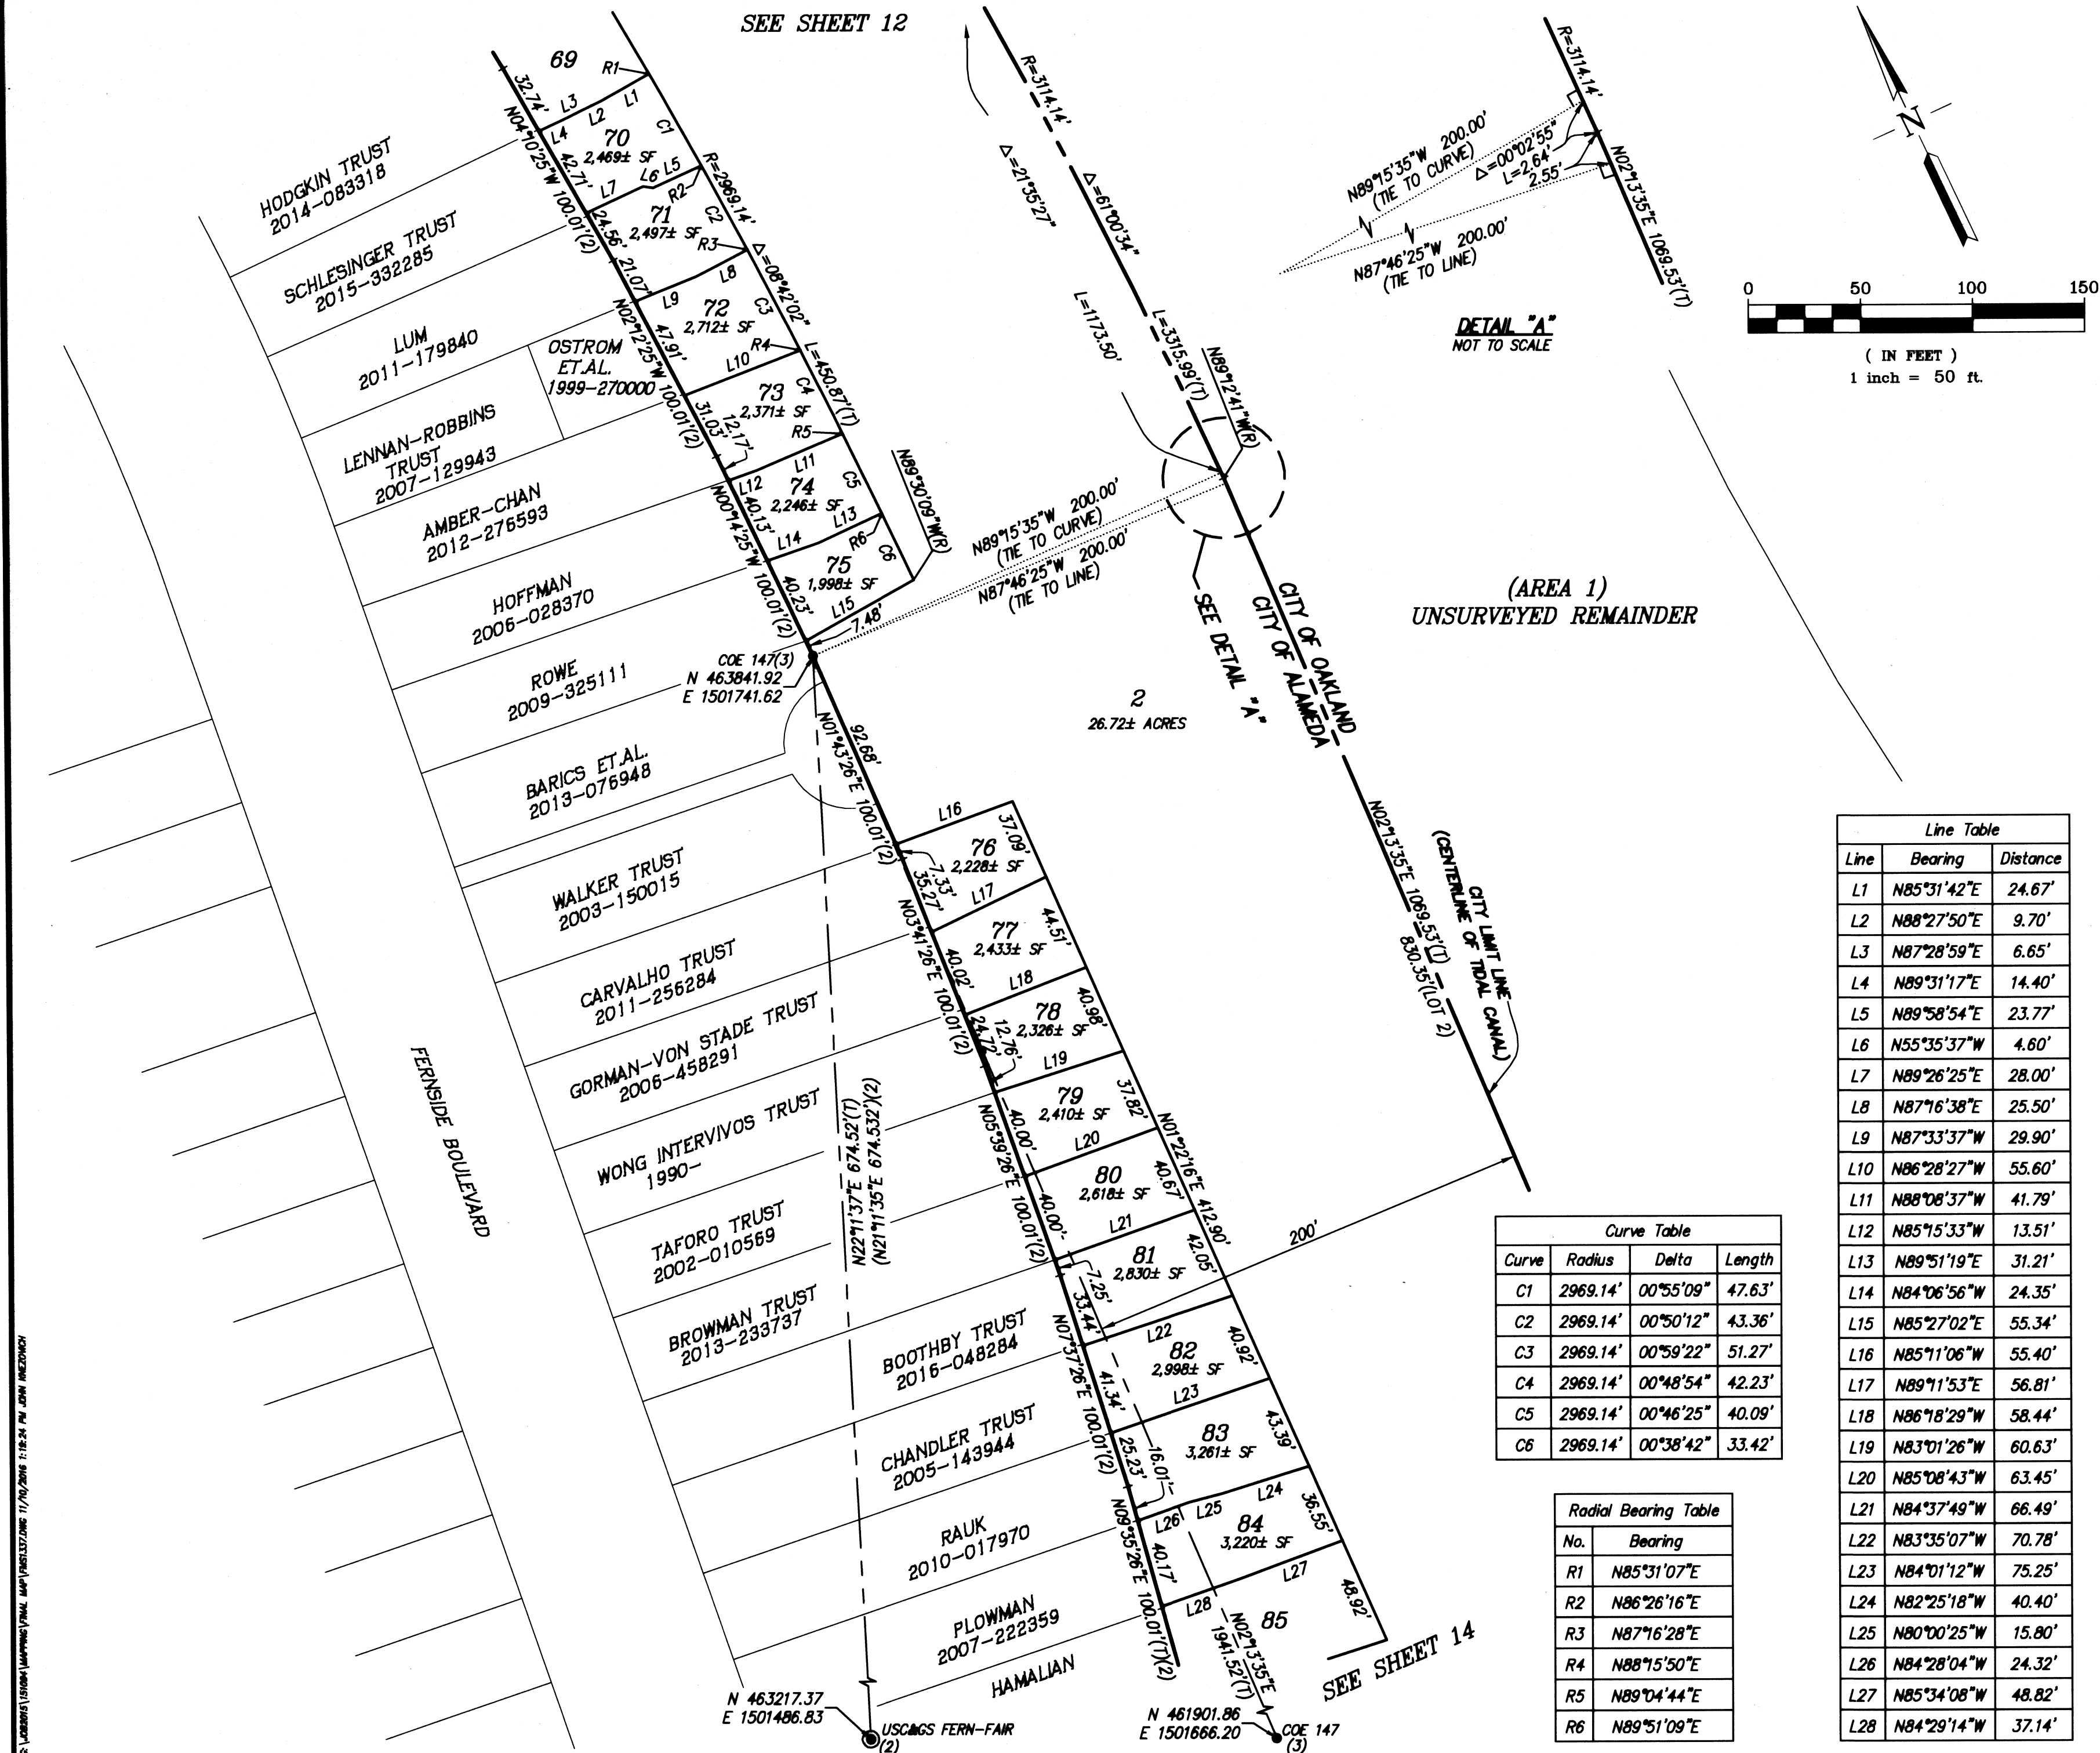 SEE SHEET 12
69
R1
32.74'
L3
L2
L1
L4
C1
70
2,469± SF
N04°10'25"W 100.01'(2)
42.71'
L7
L6
L5
R2
R=2969.14'
71
2,497± SF
24.56'
C2
R3
21.07'
L8
L9
Δ=08°42'02"
72
2,712± SF
C3
N02°12'25"W 100.01'(2)
47.91'
R4
L10
L=450.87'(T)
73
2,371± SF
C4
31.03'
12.17'
R5
L11
L12
74
2,246± SF
C5
N00°14'25"W 100.01'(2)
40.13'
L13
L14
R6
C6
N89°30'09"W(R)
75
1,998± SF
40.23'
L15
7.48'
HODGKIN TRUST
2014-083318
SCHLESINGER TRUST
2015-332285
LUM
2011-179840
OSTROM
ET.AL.
1999-270000
LENNAN-ROBBINS
TRUST
2007-129943
AMBER-CHAN
2012-276593
HOFFMAN
2006-028370
ROWE
2009-325111
BARICS ET.AL.
2013-076948
WALKER TRUST
2003-150015
CARVALHO TRUST
2011-256284
GORMAN-VON STADE TRUST
2006-458291
WONG INTERVIVOS TRUST
1990-
TAFORO TRUST
2002-010569
BROWMAN TRUST
2013-233737
BOOTHBY TRUST
2016-048284
CHANDLER TRUST
2005-143944
RAUK
2010-017970
PLOWMAN
2007-222359
HAMALIAN
FERNSIDE BOULEVARD
COE 147(3)
N 463841.92
E 1501741.62
N22°11'37"E 674.52'(T)
(N21°11'35"E 674.532')(2)
N 463217.37
E 1501486.83
USC&GS FERN-FAIR
(2)
92.68'
N01°43'26"E 100.01'(2)
L16
37.09'
76
2,228± SF
7.33'
35.27'
L17
N03°41'26"E 100.01'(2)
77
2,433± SF
44.51'
40.02'
L18
78
2,326± SF
40.98'
24.72'
12.76'
L19
79
2,410± SF
37.82'
N05°39'26"E 100.01'(2)
40.00'
L20
N01°22'16"E 412.90'
80
2,618± SF
40.67'
40.00'
L21
81
2,830± SF
42.05'
7.25'
33.44'
L22
200'
N07°37'26"E 100.01'(2)
82
2,998± SF
40.92'
41.34'
L23
83
3,261± SF
43.39'
25.23'
16.01'
L24
L25
L26
84
3,220± SF
36.55'
N09°35'26"E 100.01'(T)(2)
40.17'
L27
L28
85
48.92'
N02°13'35"E
1941.52'(T)
N 461901.86
E 1501666.20
COE 147
(3)
SEE SHEET 14
R=3114.14'
Δ=21°35'27"
Δ=61°00'34"
L=1173.50'
L=3315.99'(T)
N89°12'41"W(R)
N89°15'35"W 200.00'
(TIE TO CURVE)
N87°46'25"W 200.00'
(TIE TO LINE)
SEE DETAIL "A"
CITY OF OAKLAND
CITY OF ALAMEDA
2
26.72± ACRES
N02°13'35"E 1069.53'(T)
830.35'(LOT 2)
CITY LIMIT LINE
(CENTERLINE OF TIDAL CANAL)
(AREA 1)
UNSURVEYED REMAINDER
R=3114.14'
N89°15'35"W 200.00'
(TIE TO CURVE)
Δ=00°02'55"
L=2.64'
2.55'
N87°46'25"W 200.00'
(TIE TO LINE)
N02°13'35"E 1069.53'(T)
DETAIL "A"
NOT TO SCALE
N
0 50 100 150
( IN FEET )
1 inch = 50 ft.
Line Table
Line Bearing Distance
L1 N85°31'42"E 24.67'
L2 N88°27'50"E 9.70'
L3 N87°28'59"E 6.65'
L4 N89°31'17"E 14.40'
L5 N89°58'54"E 23.77'
L6 N55°35'37"W 4.60'
L7 N89°26'25"E 28.00'
L8 N87°16'38"E 25.50'
L9 N87°33'37"W 29.90'
L10 N86°28'27"W 55.60'
L11 N88°08'37"W 41.79'
L12 N85°15'33"W 13.51'
L13 N89°51'19"E 31.21'
L14 N84°06'56"W 24.35'
L15 N85°27'02"E 55.34'
L16 N85°11'06"W 55.40'
L17 N89°11'53"E 56.81'
L18 N86°18'29"W 58.44'
L19 N83°01'26"W 60.63'
L20 N85°08'43"W 63.45'
L21 N84°37'49"W 66.49'
L22 N83°35'07"W 70.78'
L23 N84°01'12"W 75.25'
L24 N82°25'18"W 40.40'
L25 N80°00'25"W 15.80'
L26 N84°28'04"W 24.32'
L27 N85°34'08"W 48.82'
L28 N84°29'14"W 37.14'
Curve Table
Curve Radius Delta Length
C1 2969.14' 00°55'09" 47.63'
C2 2969.14' 00°50'12" 43.36'
C3 2969.14' 00°59'22" 51.27'
C4 2969.14' 00°48'54" 42.23'
C5 2969.14' 00°46'25" 40.09'
C6 2969.14' 00°38'42" 33.42'
Radial Bearing Table
No. Bearing
R1 N85°31'07"E
R2 N86°26'16"E
R3 N87°16'28"E
R4 N88°15'50"E
R5 N89°04'44"E
R6 N89°51'09"E
11/10/2016 1:19:24 PM JOHN